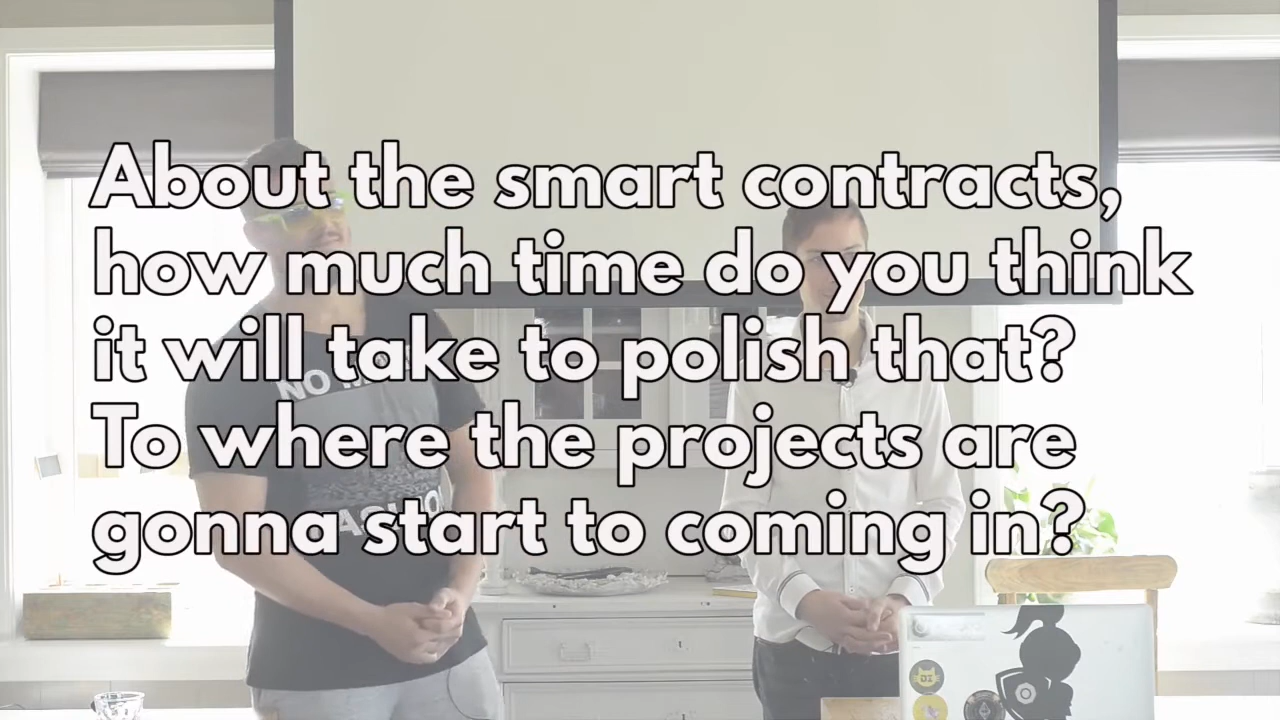 About the smart contracts,
how much time do you think
it will take to polish that?
To where the projects are
gonna start to coming in?
NO M